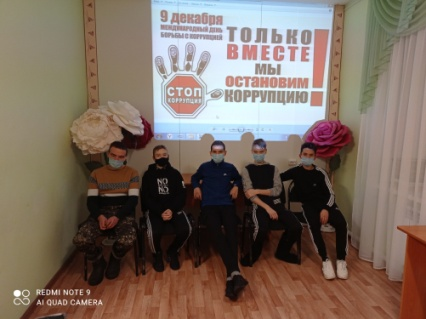 9 декабря
МЕЖДУНАРОДНЫЙ ДЕНЬ
БОРЬБЫ С КОРРУПЦИЕЙ
СТОП
КОРРУПЦИЯ
ТОЛЬКО
ВМЕСТЕ
МЫ
ОСТАНОВИМ
КОРРУПЦИЮ!
NO
REDMI NOTE 9
AI QUAD CAMERA